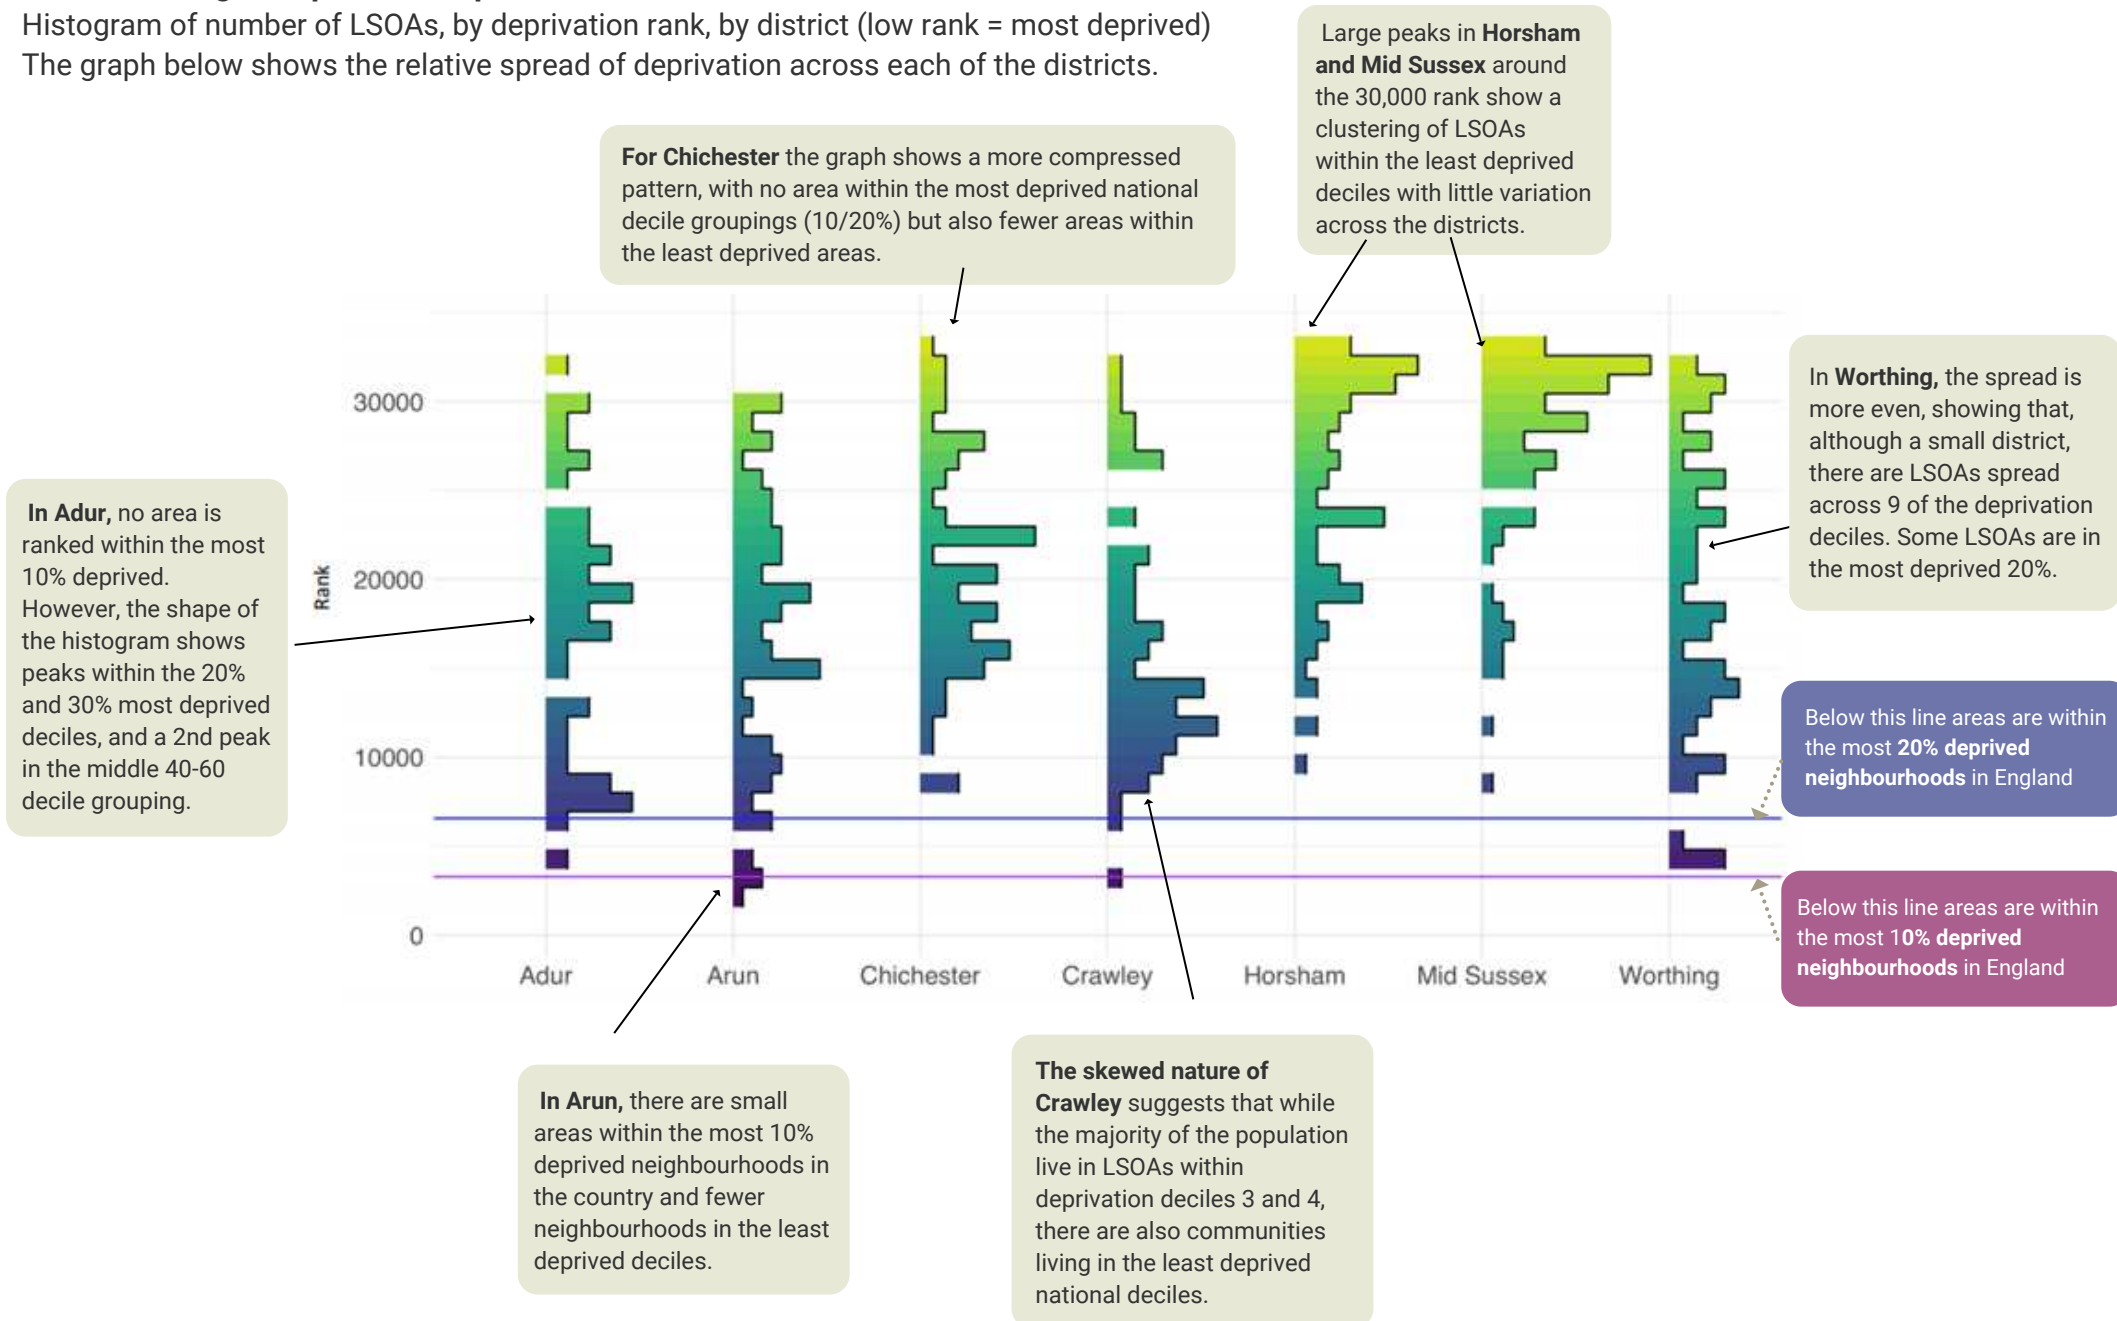 Histogram of number of LSOAs, by deprivation rank, by district (low rank = most deprived)
The graph below shows the relative spread of deprivation across each of the districts.
Large peaks in Horsham
and Mid Sussex around
the 30,000 rank show a
clustering of LSOAs
within the least deprived
deciles with little variation
across the districts.
For Chichester the graph shows a more compressed
pattern, with no area within the most deprived national
decile groupings (10/20%) but also fewer areas within
the least deprived areas.
In Worthing, the spread is
more even, showing that,
although a small district,
there are LSOAs spread
across 9 of the deprivation
deciles. Some LSOAs are in
the most deprived 20%.
In Adur, no area is
ranked within the most
10% deprived.
However, the shape of
the histogram shows
peaks within the 20%
and 30% most deprived
deciles, and a 2nd peak
in the middle 40-60
decile grouping.
Rank
30000
20000
10000
0
Adur
Arun
Chichester
Crawley
Horsham
Mid Sussex
Worthing
Below this line areas are within
the most 20% deprived
neighbourhoods in England
Below this line areas are within
the most 10% deprived
neighbourhoods in England
In Arun, there are small
areas within the most 10%
deprived neighbourhoods in
the country and fewer
neighbourhoods in the least
deprived deciles.
The skewed nature of
Crawley suggests that while
the majority of the population
live in LSOAs within
deprivation deciles 3 and 4,
there are also communities
living in the least deprived
national deciles.